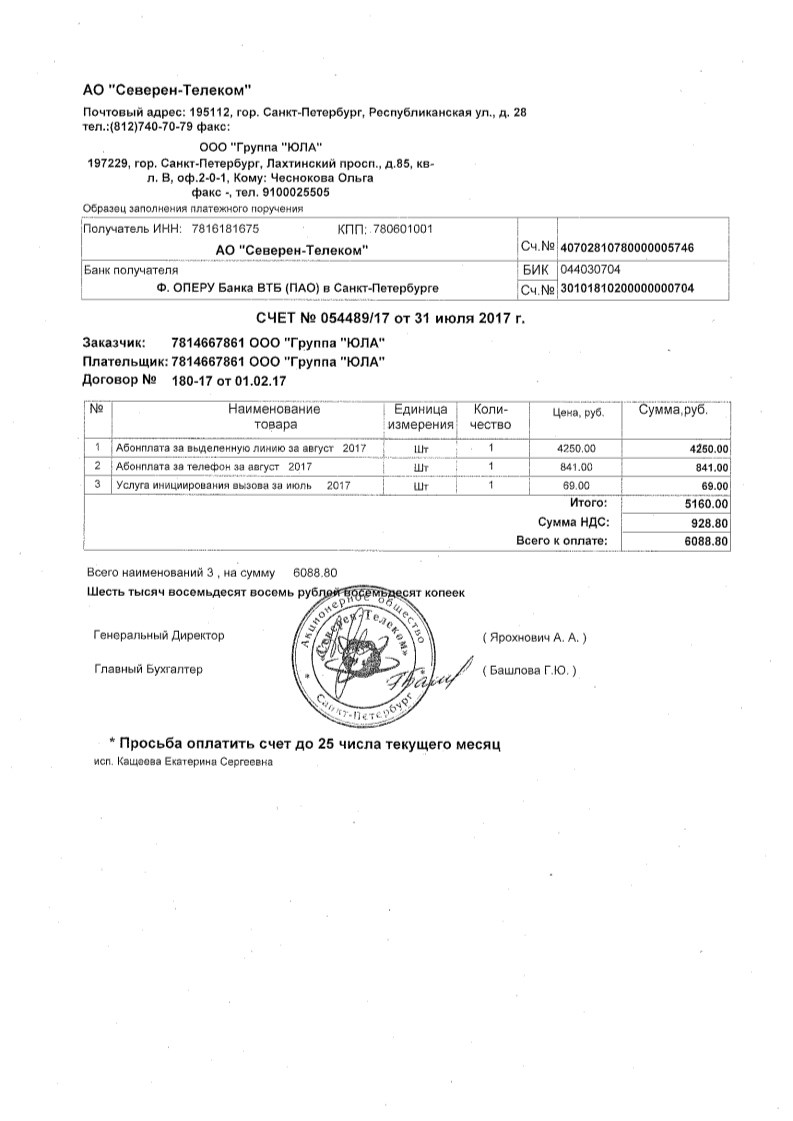 АО "Северен-Телеком"
Почтовый адрес: 195112, гор. Санкт-Петербург, Республиканская ул., д. 28
тел.:(812)740-70-79 факс:
ООО "Группа "ЮЛА"
197229, гор. Санкт-Петербург, Лахтинский просп., д.85, кв-
л. В, оф.2-0-1, Кому: Чеснокова Ольга
факс -, тел. 9100025505
Образец заполнения платежного поручения
Получатель ИНН: 7816181675 КПП: 780601001
АО "Северен-Телеком" Сч.№ 40702810780000005746
Банк получателя БИК 044030704
Ф. ОПЕРУ Банка ВТБ (ПАО) в Санкт-Петербурге Сч.№ 30101810200000000704
СЧЕТ № 054489/17 от 31 июля 2017 г.
Заказчик: 7814667861 ООО "Группа "ЮЛА"
Плательщик: 7814667861 ООО "Группа "ЮЛА"
Договор № 180-17 от 01.02.17
№ Наименование товара Единица измерения Коли-чество Цена, руб. Сумма,руб.
1 Абонплата за выделенную линию за август 2017 Шт 1 4250.00 4250.00
2 Абонплата за телефон за август 2017 Шт 1 841.00 841.00
3 Услуга инициирования вызова за июль 2017 Шт 1 69.00 69.00
Итого: 5160.00
Сумма НДС: 928.80
Всего к оплате: 6088.80
Всего наименований 3 , на сумму 6088.80
Шесть тысяч восемьдесят восемь рублей восемьдесят копеек
Акционерное общество
«Северен-Телеком»
* Санкт-Петербург *
Генеральный Директор ( Ярохнович А. А. )
Главный Бухгалтер ( Башлова Г.Ю. )
* Просьба оплатить счет до 25 числа текущего месяц
исп. Кащеева Екатерина Сергеевна